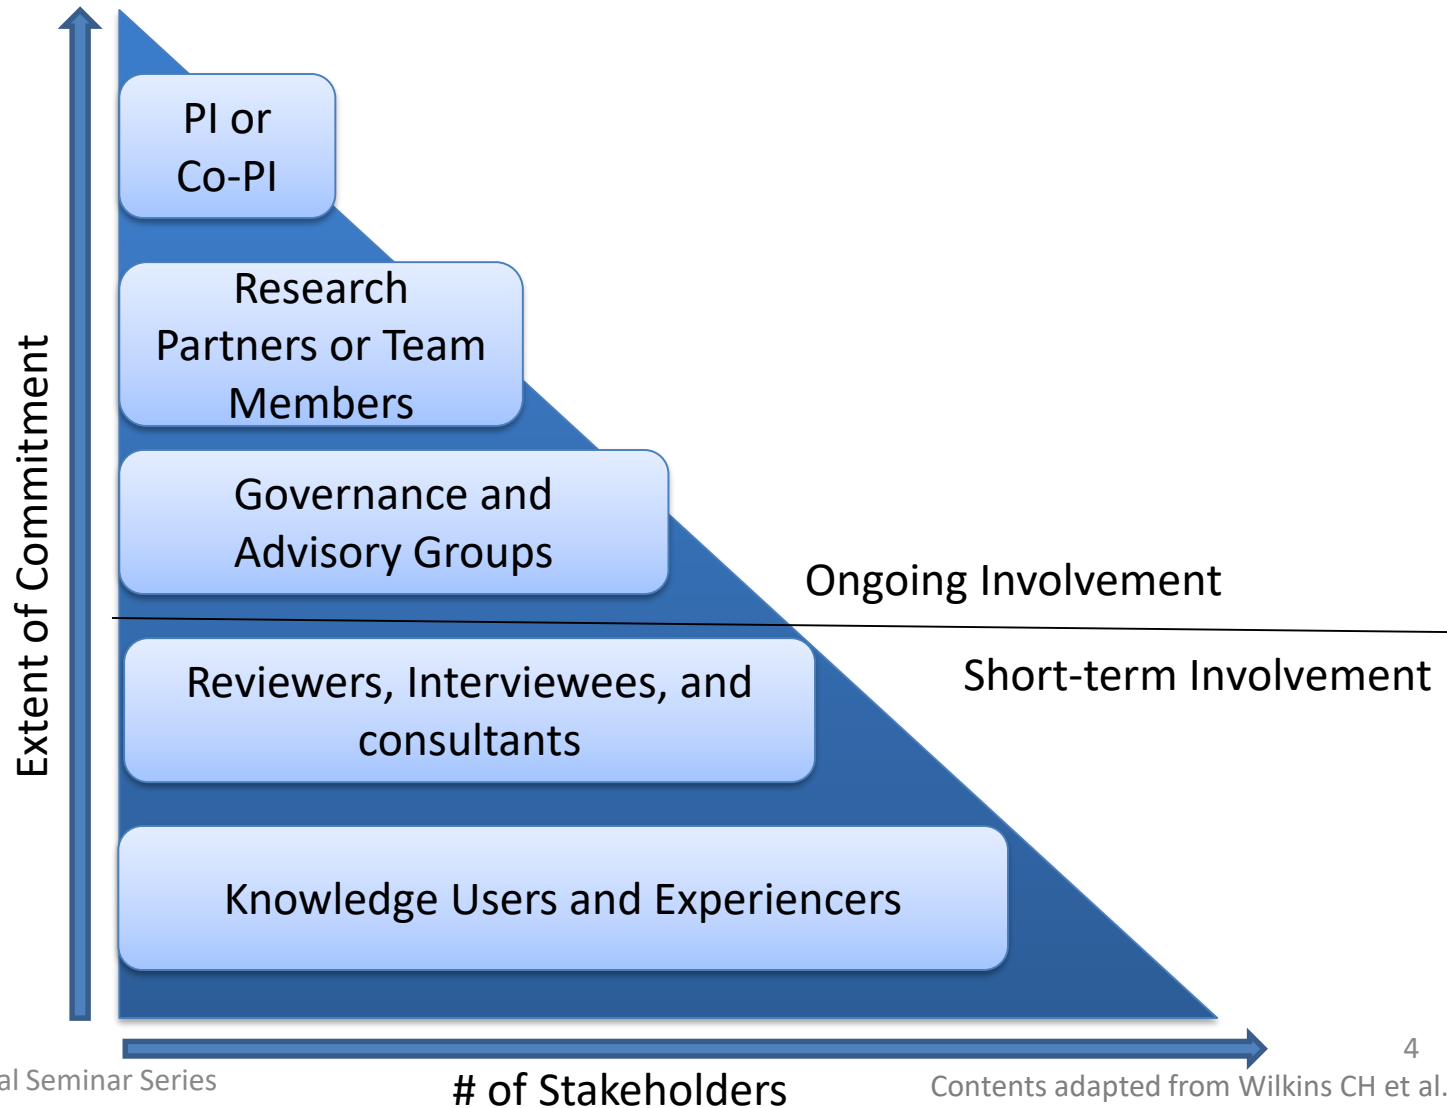 PI or
Co-PI
Research
Partners or Team
Members
Governance and
Advisory Groups
Ongoing Involvement
Short-term Involvement
Reviewers, Interviewees, and
consultants
Knowledge Users and Experiencers
Extent of Commitment
# of Stakeholders
4
al Seminar Series
Contents adapted from Wilkins CH et al.